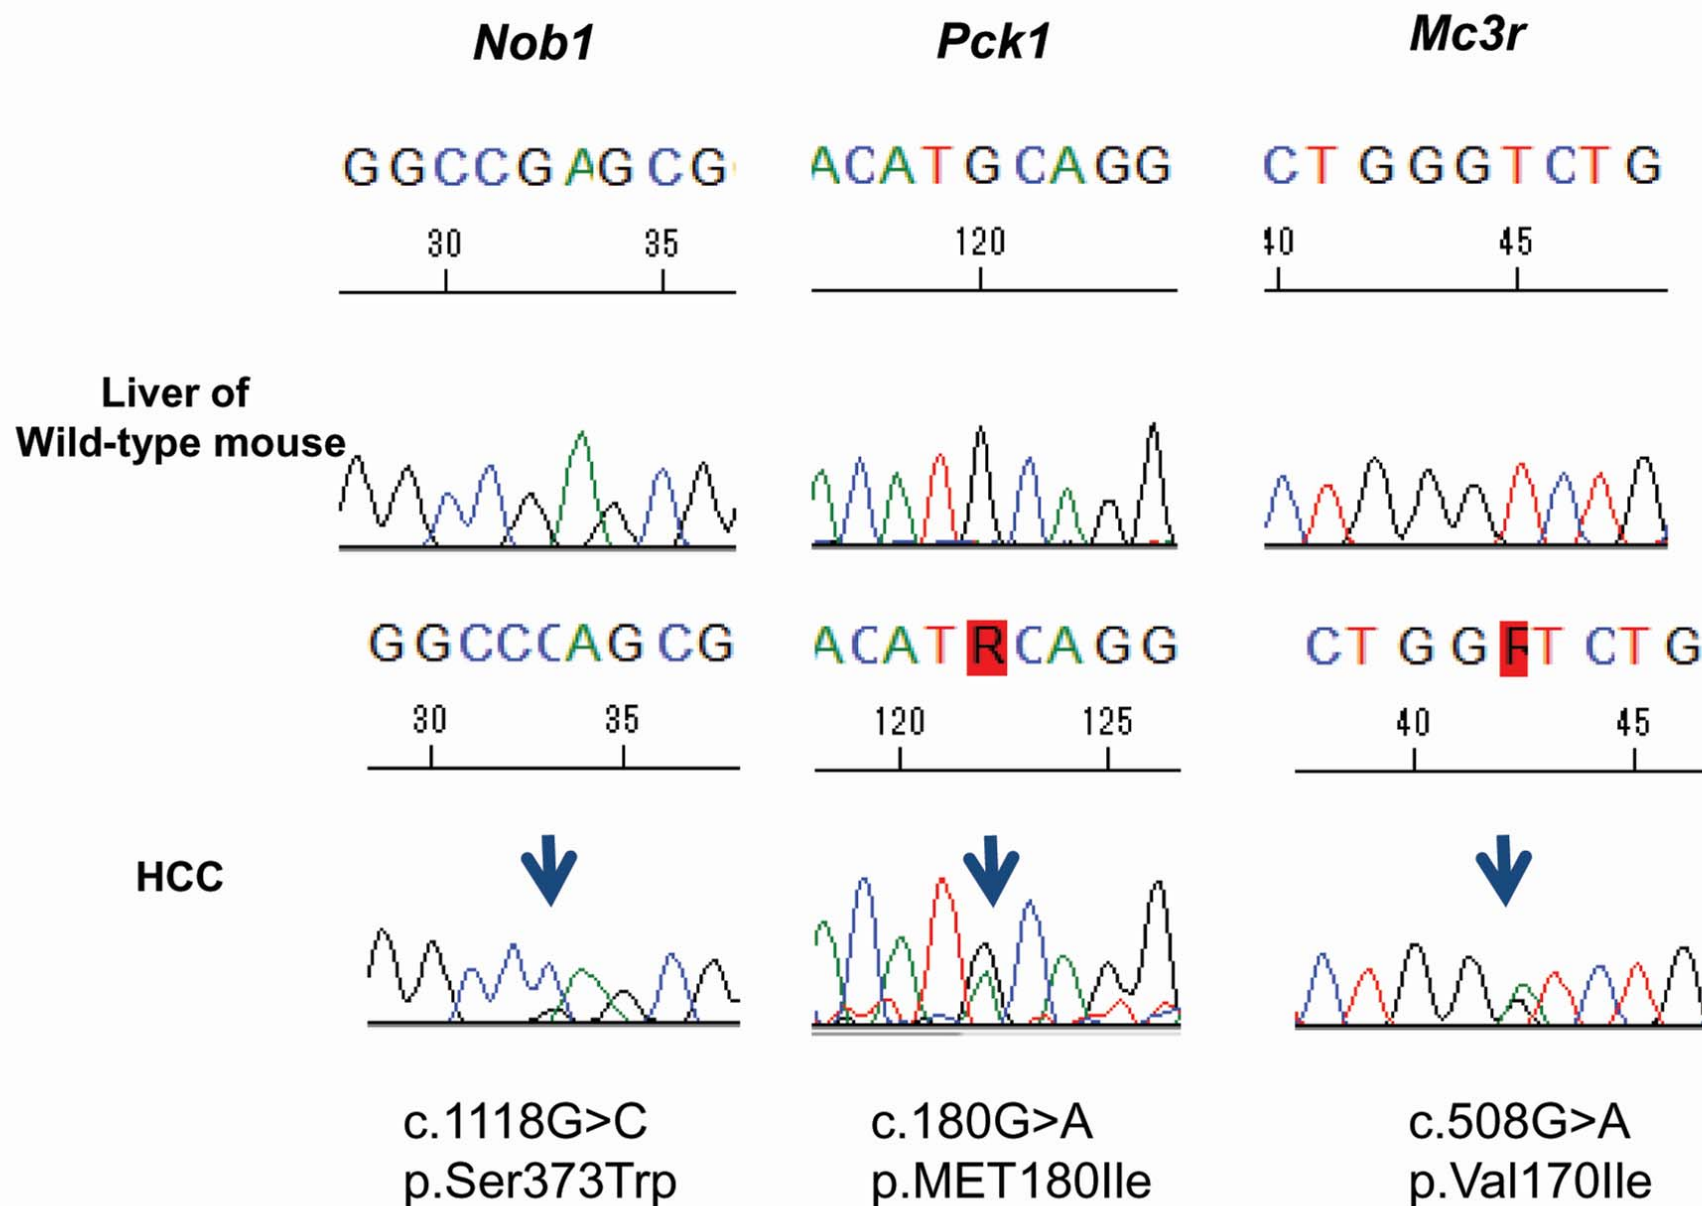 Nob1 Pck1 Mc3r
GGCCGAGCG ACATGCAGG CTGGGTCTG
30 35 120 40 45
Liver of
Wild-type mouse
GGCCCCAGCG ACATRCAGG CTGGRTCTG
30 35 120 125 40 45
HCC
c.1118G>C c.180G>A c.508G>A
p.Ser373Trp p.MET180Ile p.Val170Ile